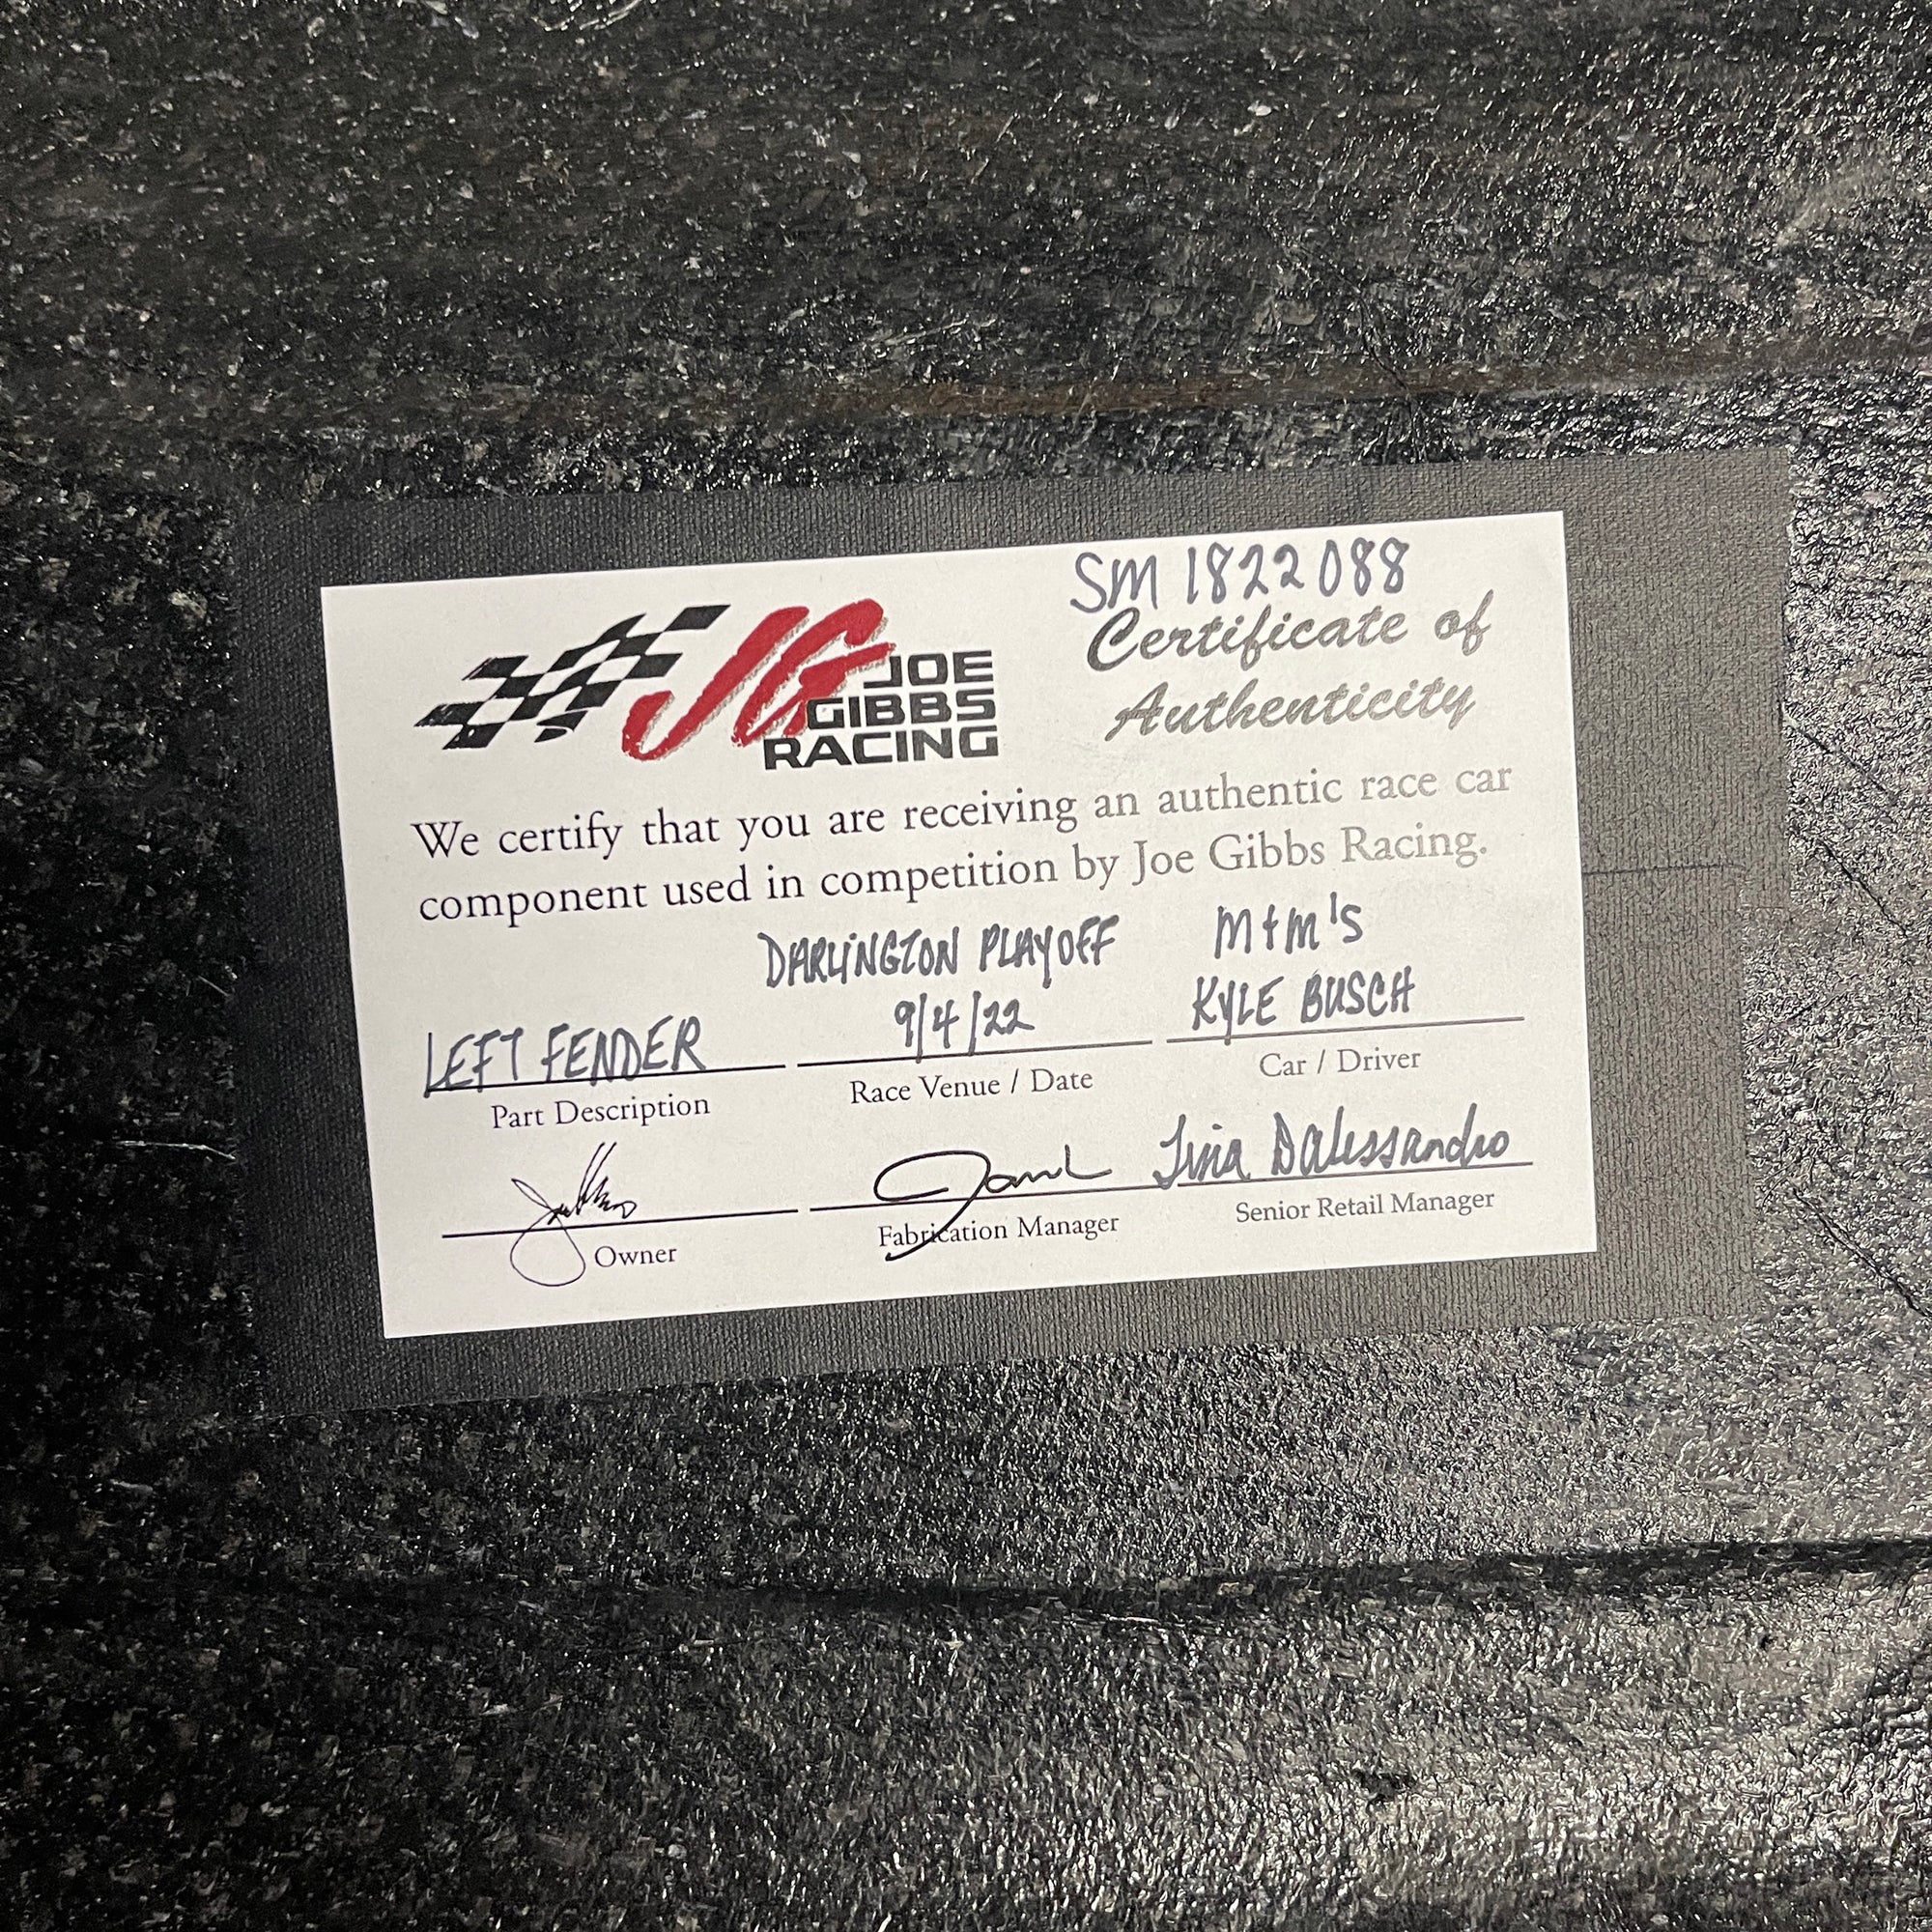 SM 1822088
JG JOE
GIBBS
RACING
Certificate of
Authenticity
We certify that you are receiving an authentic race car
component used in competition by Joe Gibbs Racing.
LEFT FENDER
Part Description
DARLINGTON PLAYOFF
9/4/22
Race Venue / Date
M+M'S
KYLE BUSCH
Car / Driver
Owner
Fabrication Manager
Tina Dalessandro
Senior Retail Manager